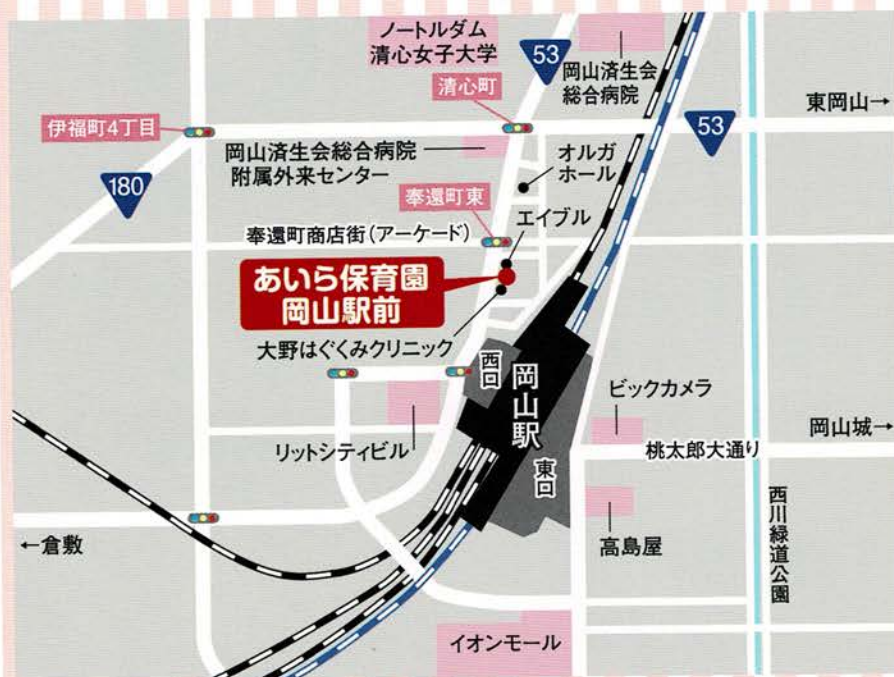 ノートルダム
清心女子大学
53
岡山済生会
総合病院
清心町
東岡山→
伊福町4丁目
53
岡山済生会総合病院
附属外来センター
オルガ
ホール
180
奉還町東
エイブル
奉還町商店街(アーケード)
あいら保育園
岡山駅前
大野はぐくみクリニック
西口
岡山駅
東口
ビックカメラ
岡山城→
桃太郎大通り
リットシティビル
←倉敷
高島屋
西川緑道公園
イオンモール